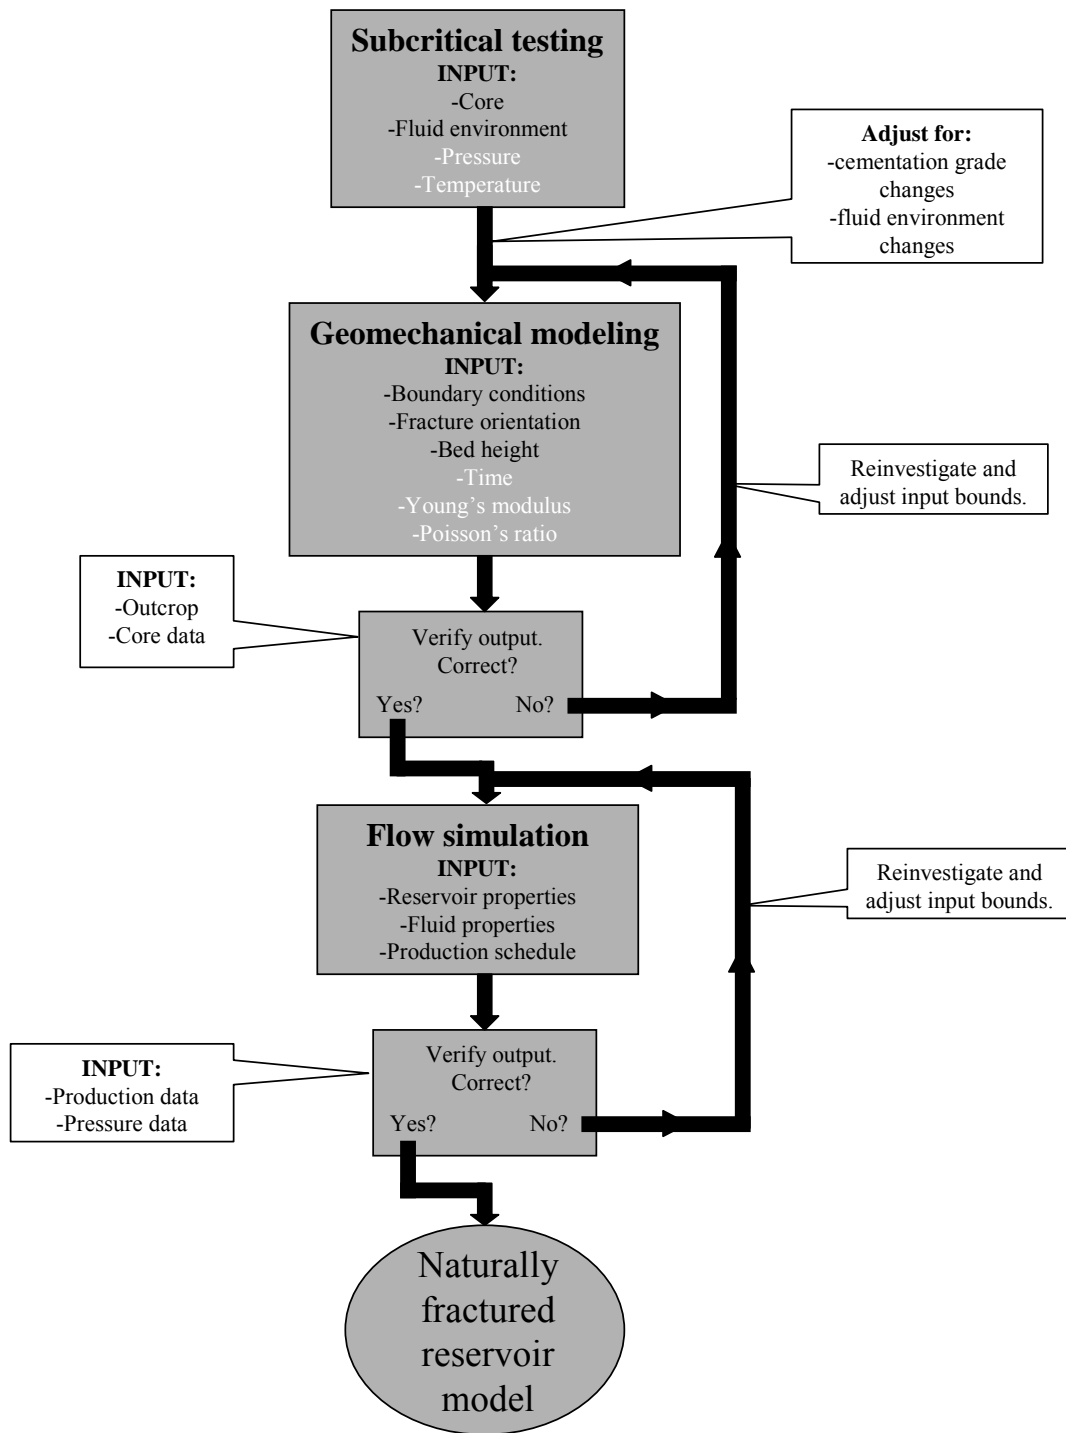 Subcritical testing
INPUT:
-Core
-Fluid environment
-Pressure
-Temperature
Adjust for:
-cementation grade
changes
-fluid environment
changes
Geomechanical modeling
INPUT:
-Boundary conditions
-Fracture orientation
-Bed height
-Time
-Young’s modulus
-Poisson’s ratio
Reinvestigate and
adjust input bounds.
INPUT:
-Outcrop
-Core data
Verify output.
Correct?
Yes? No?
Flow simulation
INPUT:
-Reservoir properties
-Fluid properties
-Production schedule
Reinvestigate and
adjust input bounds.
INPUT:
-Production data
-Pressure data
Verify output.
Correct?
Yes? No?
Naturally
fractured
reservoir
model